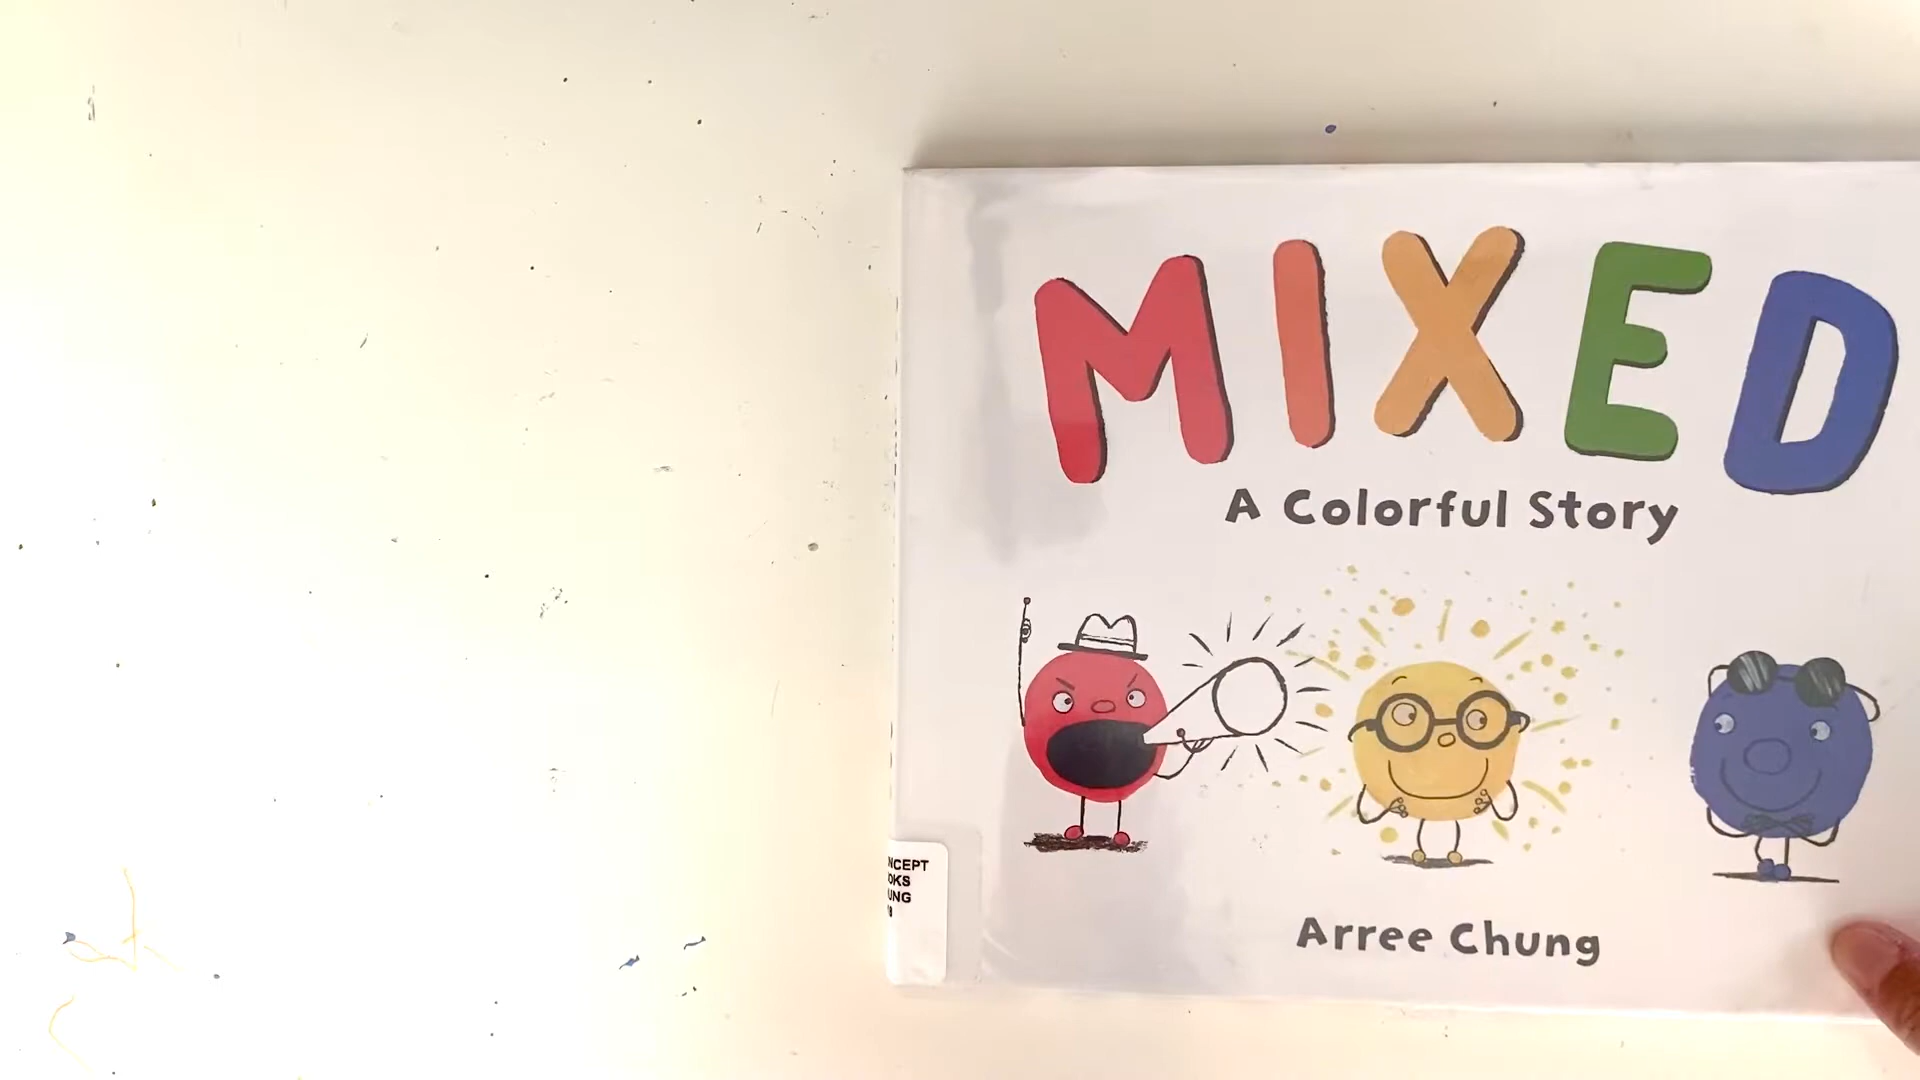 MIXED
A Colorful Story
NCEPT
OKS
UNG
Arree Chung